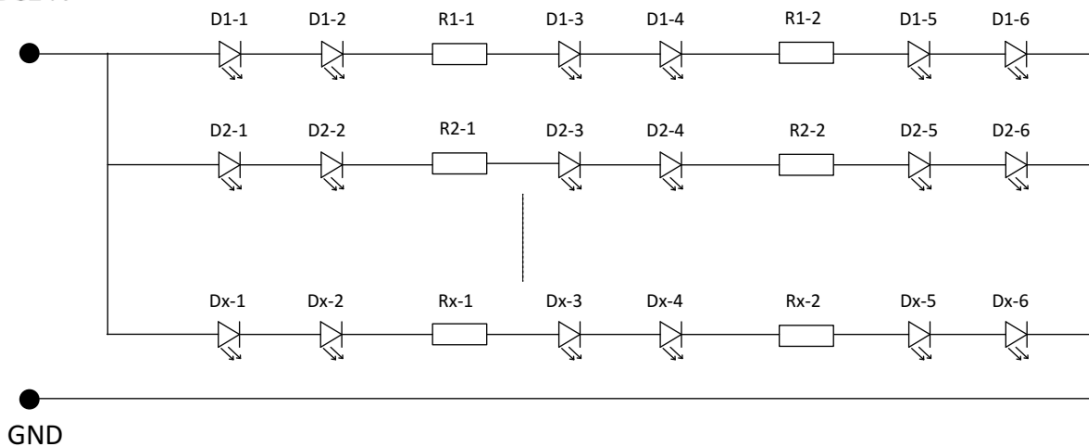 D1-1 D1-2 R1-1 D1-3 D1-4 R1-2 D1-5 D1-6
D2-1 D2-2 R2-1 D2-3 D2-4 R2-2 D2-5 D2-6
Dx-1 Dx-2 Rx-1 Dx-3 Dx-4 Rx-2 Dx-5 Dx-6
GND